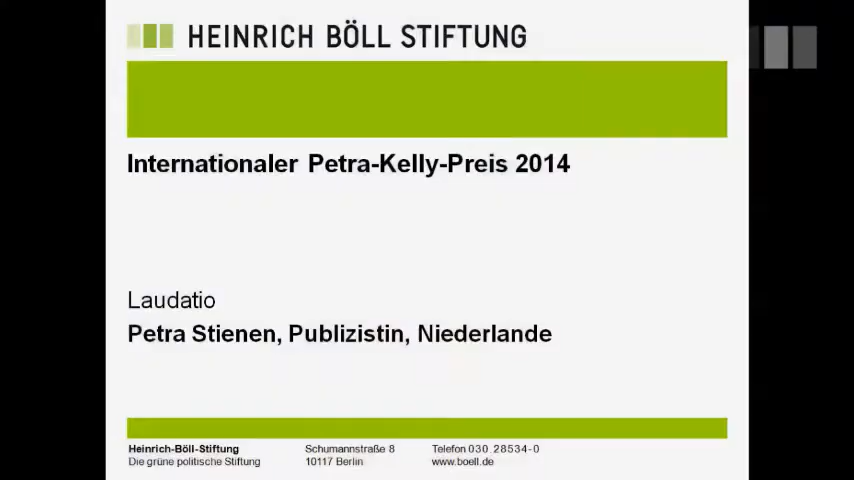 HEINRICH BÖLL STIFTUNG
Internationaler Petra-Kelly-Preis 2014
Laudatio
Petra Stienen, Publizistin, Niederlande
Heinrich-Böll-Stiftung
Die grüne politische Stiftung
Schumannstraße 8
10117 Berlin
Telefon 030 28534-0
www.boell.de